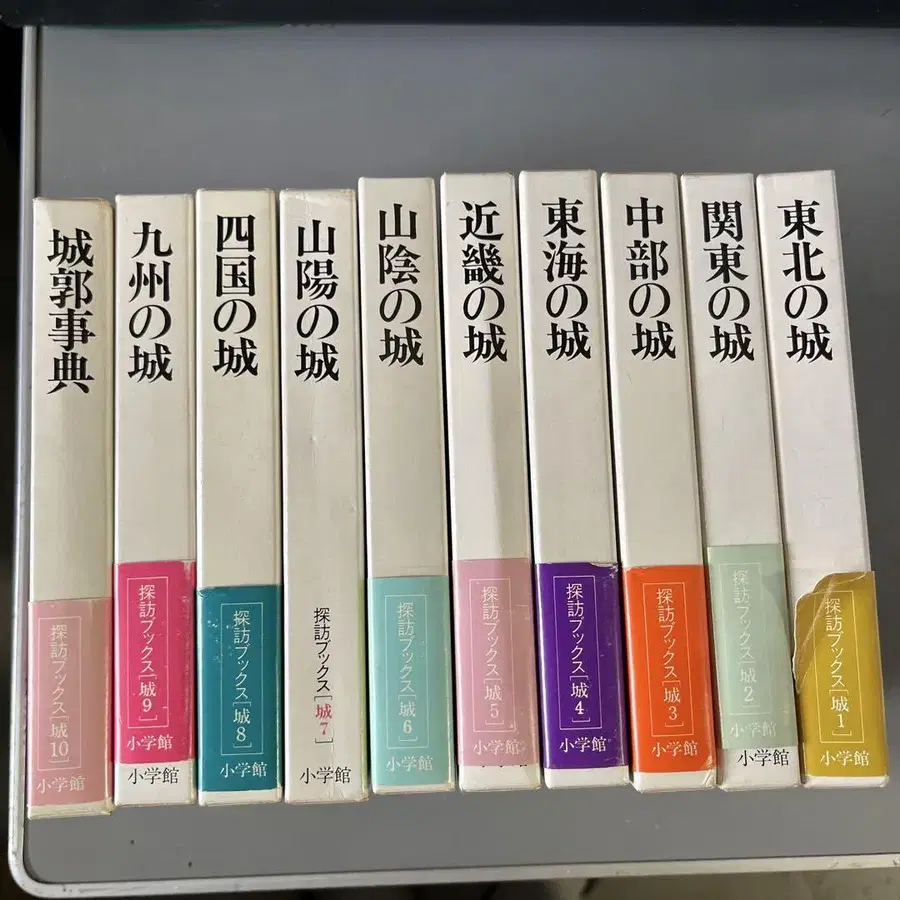 東北の城
探訪ブックス[城1]
小学館
関東の城
探訪ブックス[城2]
小学館
中部の城
探訪ブックス[城3]
小学館
東海の城
探訪ブックス[城4]
小学館
近畿の城
探訪ブックス[城5]
山陰の城
探訪ブックス[城6]
小学館
山陽の城
探訪ブックス[城7]
小学館
四国の城
探訪ブックス[城8]
小学館
九州の城
探訪ブックス[城9]
小学館
城郭事典
探訪ブックス[城10]
小学館